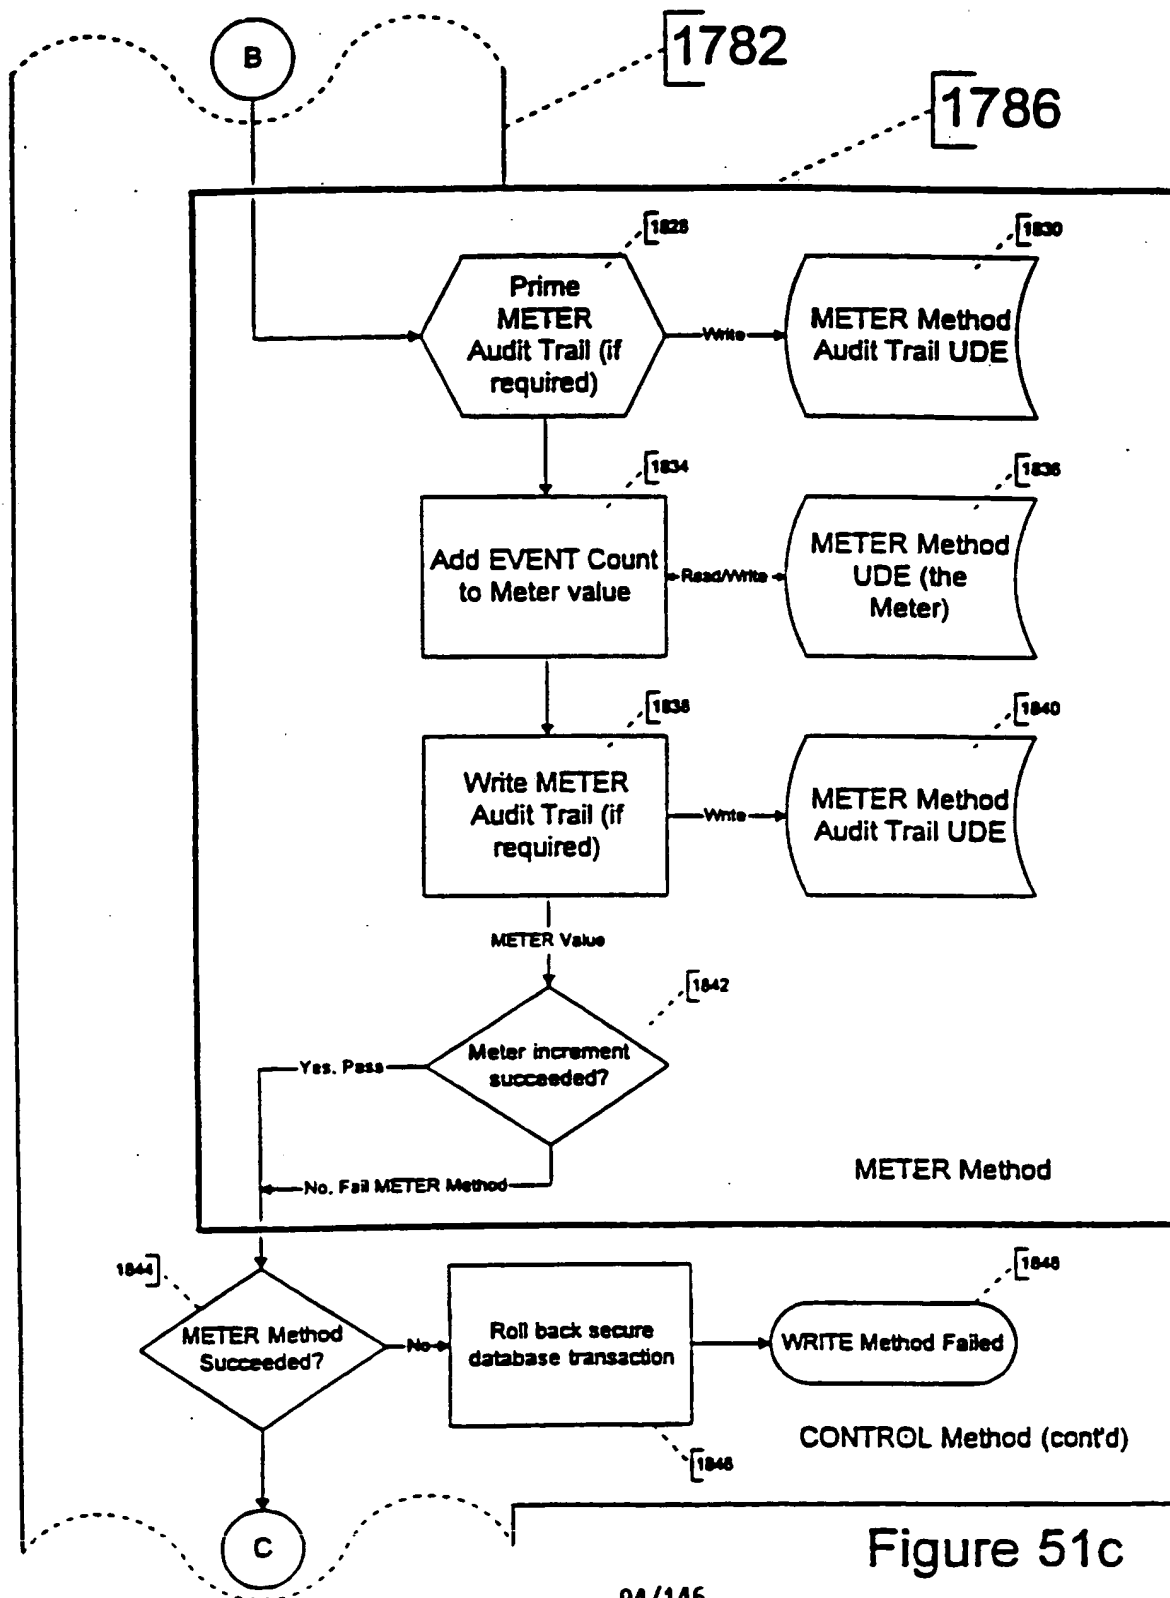 B
1782
1786
1828
Prime
METER
Audit Trail (if
required)
Write
1830
METER Method
Audit Trail UDE
1834
Add EVENT Count
to Meter value
Read/Write
1836
METER Method
UDE (the
Meter)
1838
Write METER
Audit Trail (if
required)
Write
1840
METER Method
Audit Trail UDE
METER Value
1842
Meter increment
succeeded?
Yes. Pass
No. Fail METER Method
METER Method
1844
METER Method
Succeeded?
No
Roll back secure
database transaction
1846
1848
WRITE Method Failed
CONTROL Method (cont'd)
C
Figure 51c
94/146